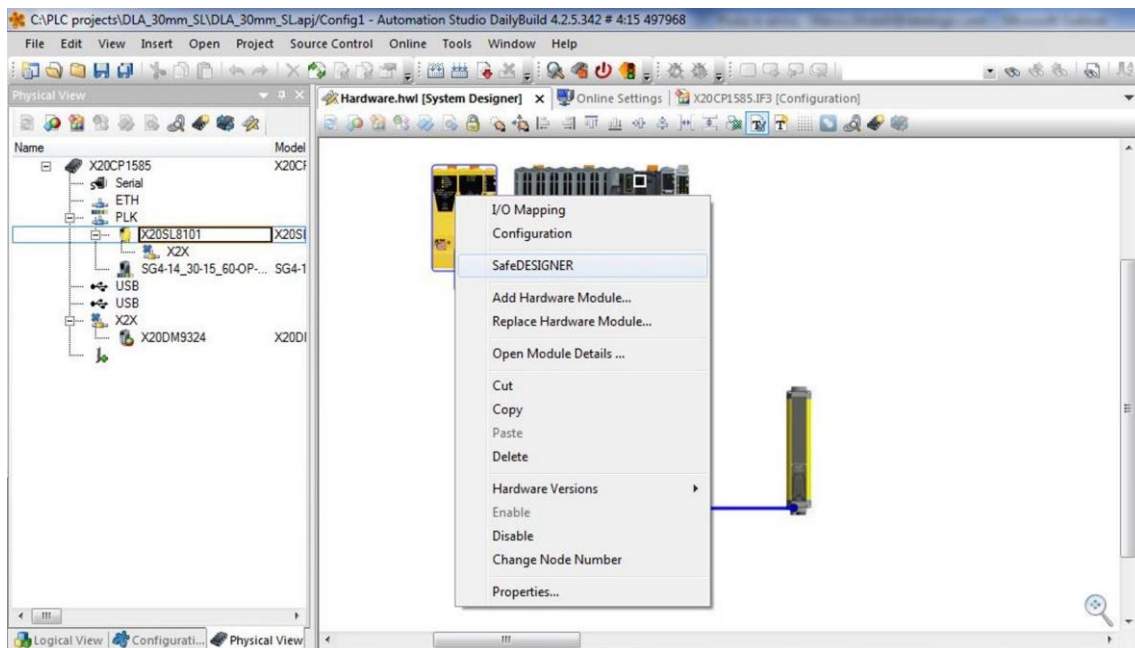 C:\PLC projects\DLA_30mm_SL\DLA_30mm_SL.apj/Config1 - Automation Studio DailyBuild 4.2.5.342 # 4:15 497968
File Edit View Insert Open Project Source Control Online Tools Window Help
Physical View
Hardware.hwl [System Designer] x Online Settings X20CP1585.IF3 [Configuration]
Name Model
X20CP1585 X20CP
Serial
ETH
PLK
X20SL8101 X20Sl
X2X
SG4-14_30-15_60-OP-... SG4-1
USB
USB
X2X
X20DM9324 X20DI
I/O Mapping
Configuration
SafeDESIGNER
Add Hardware Module...
Replace Hardware Module...
Open Module Details ...
Cut
Copy
Paste
Delete
Hardware Versions
Enable
Disable
Change Node Number
Properties...
Logical View Configurati... Physical View